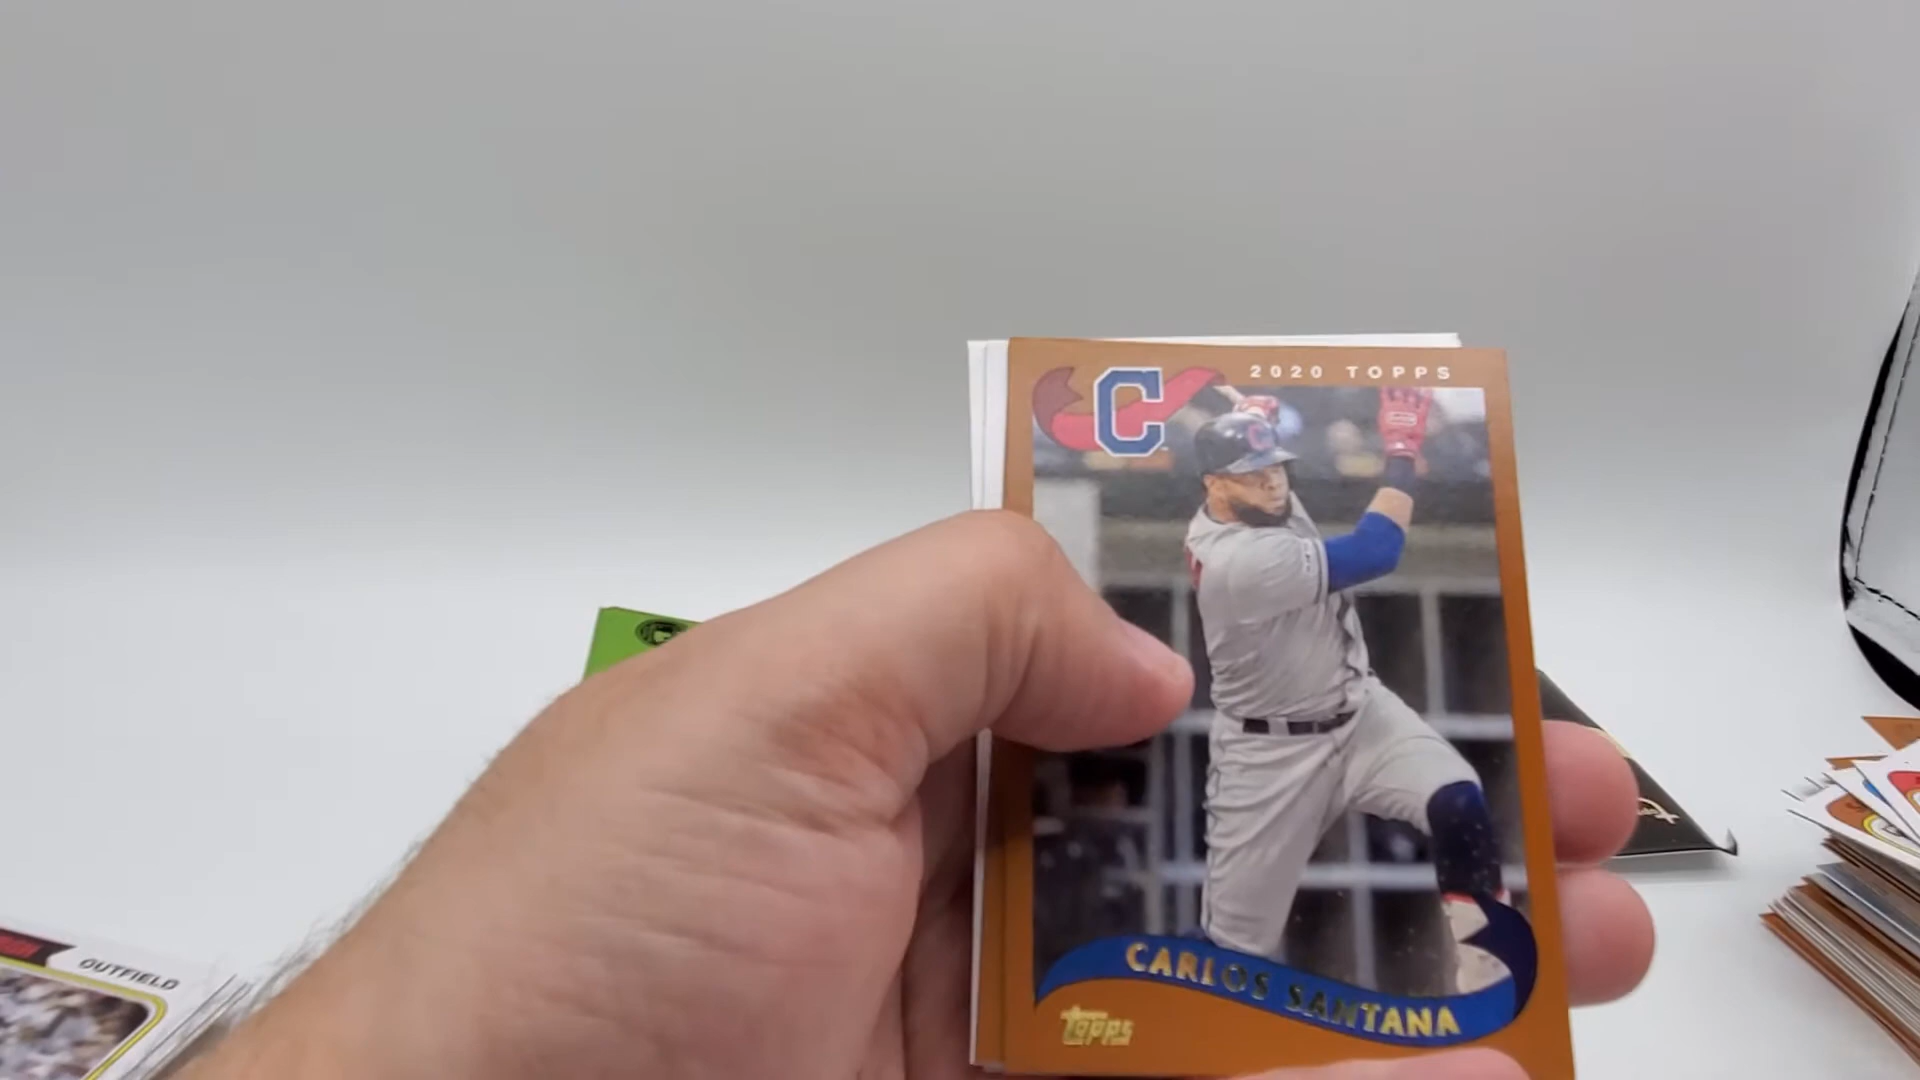 2020 TOPPS
C
CARLOS SANTANA
TOPPS
OUTFIELD